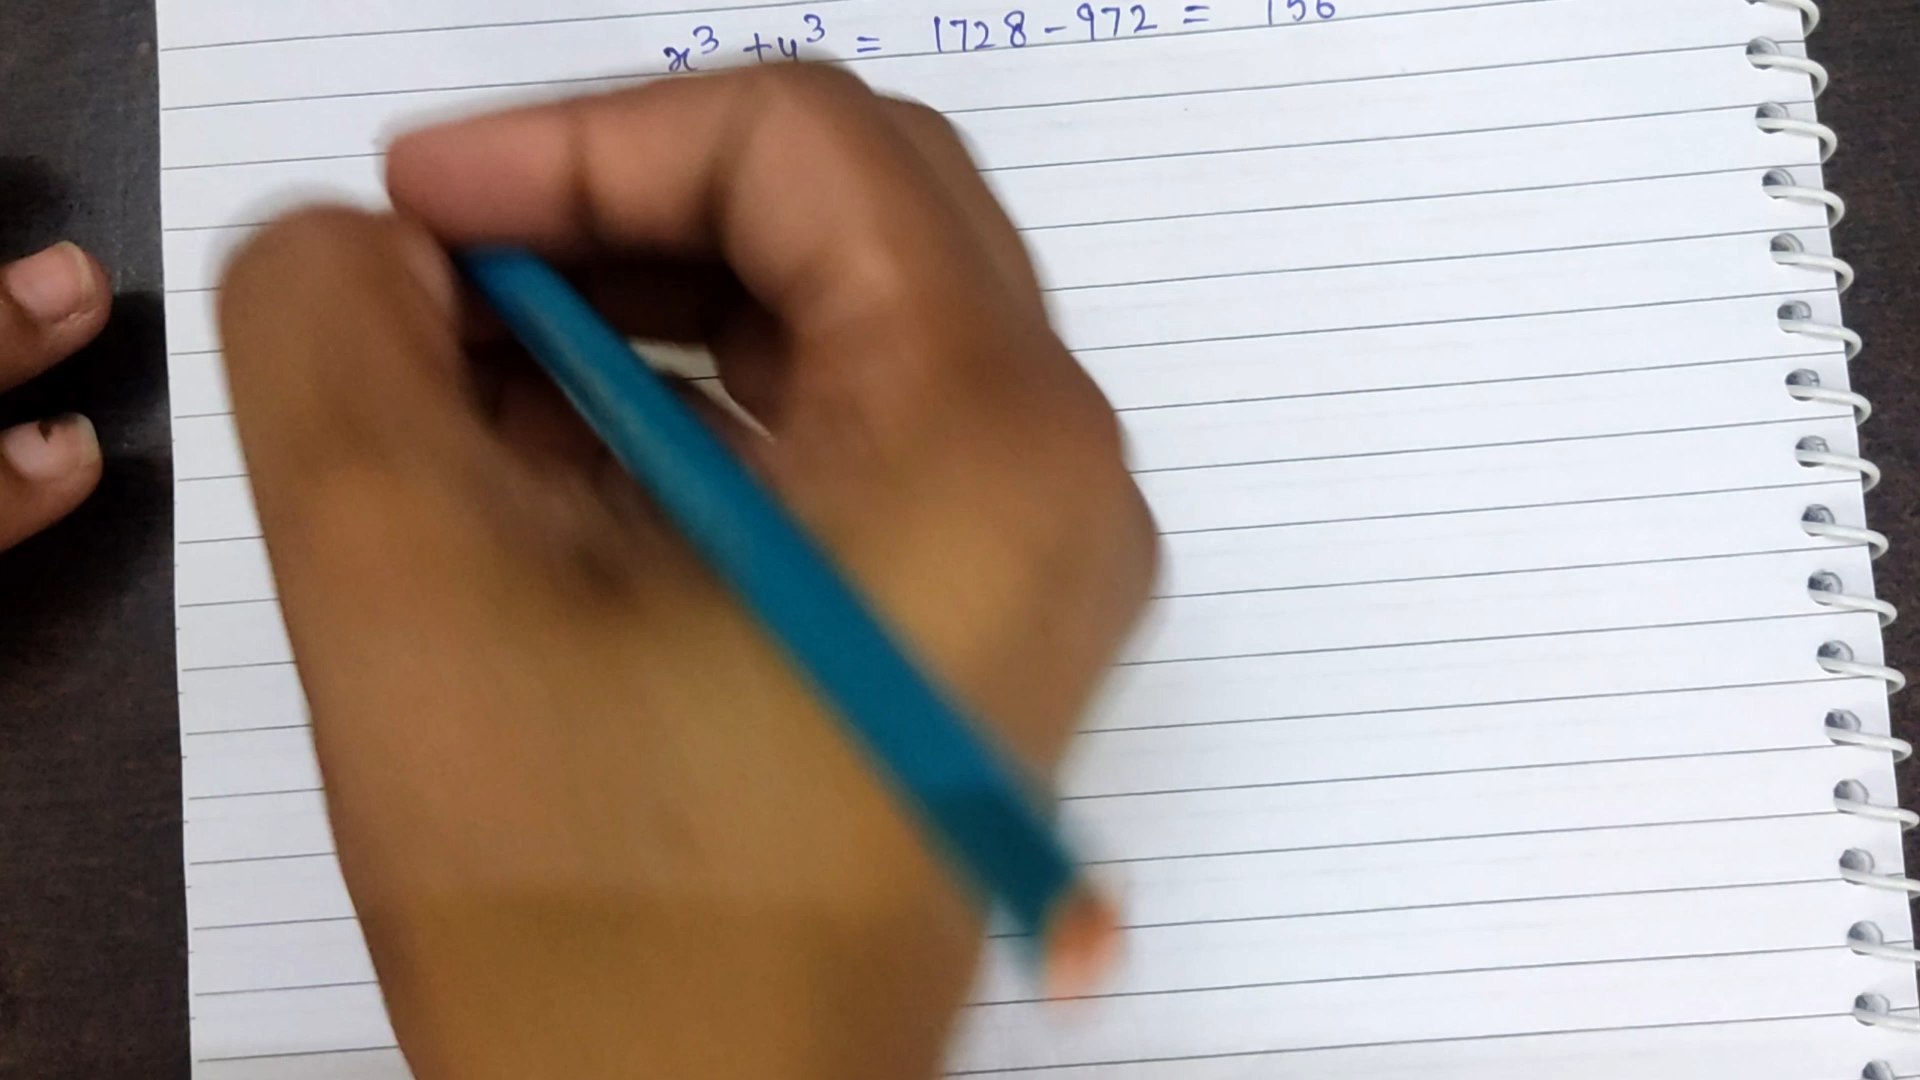 x³ + y³ = 1728 - 972 = 756